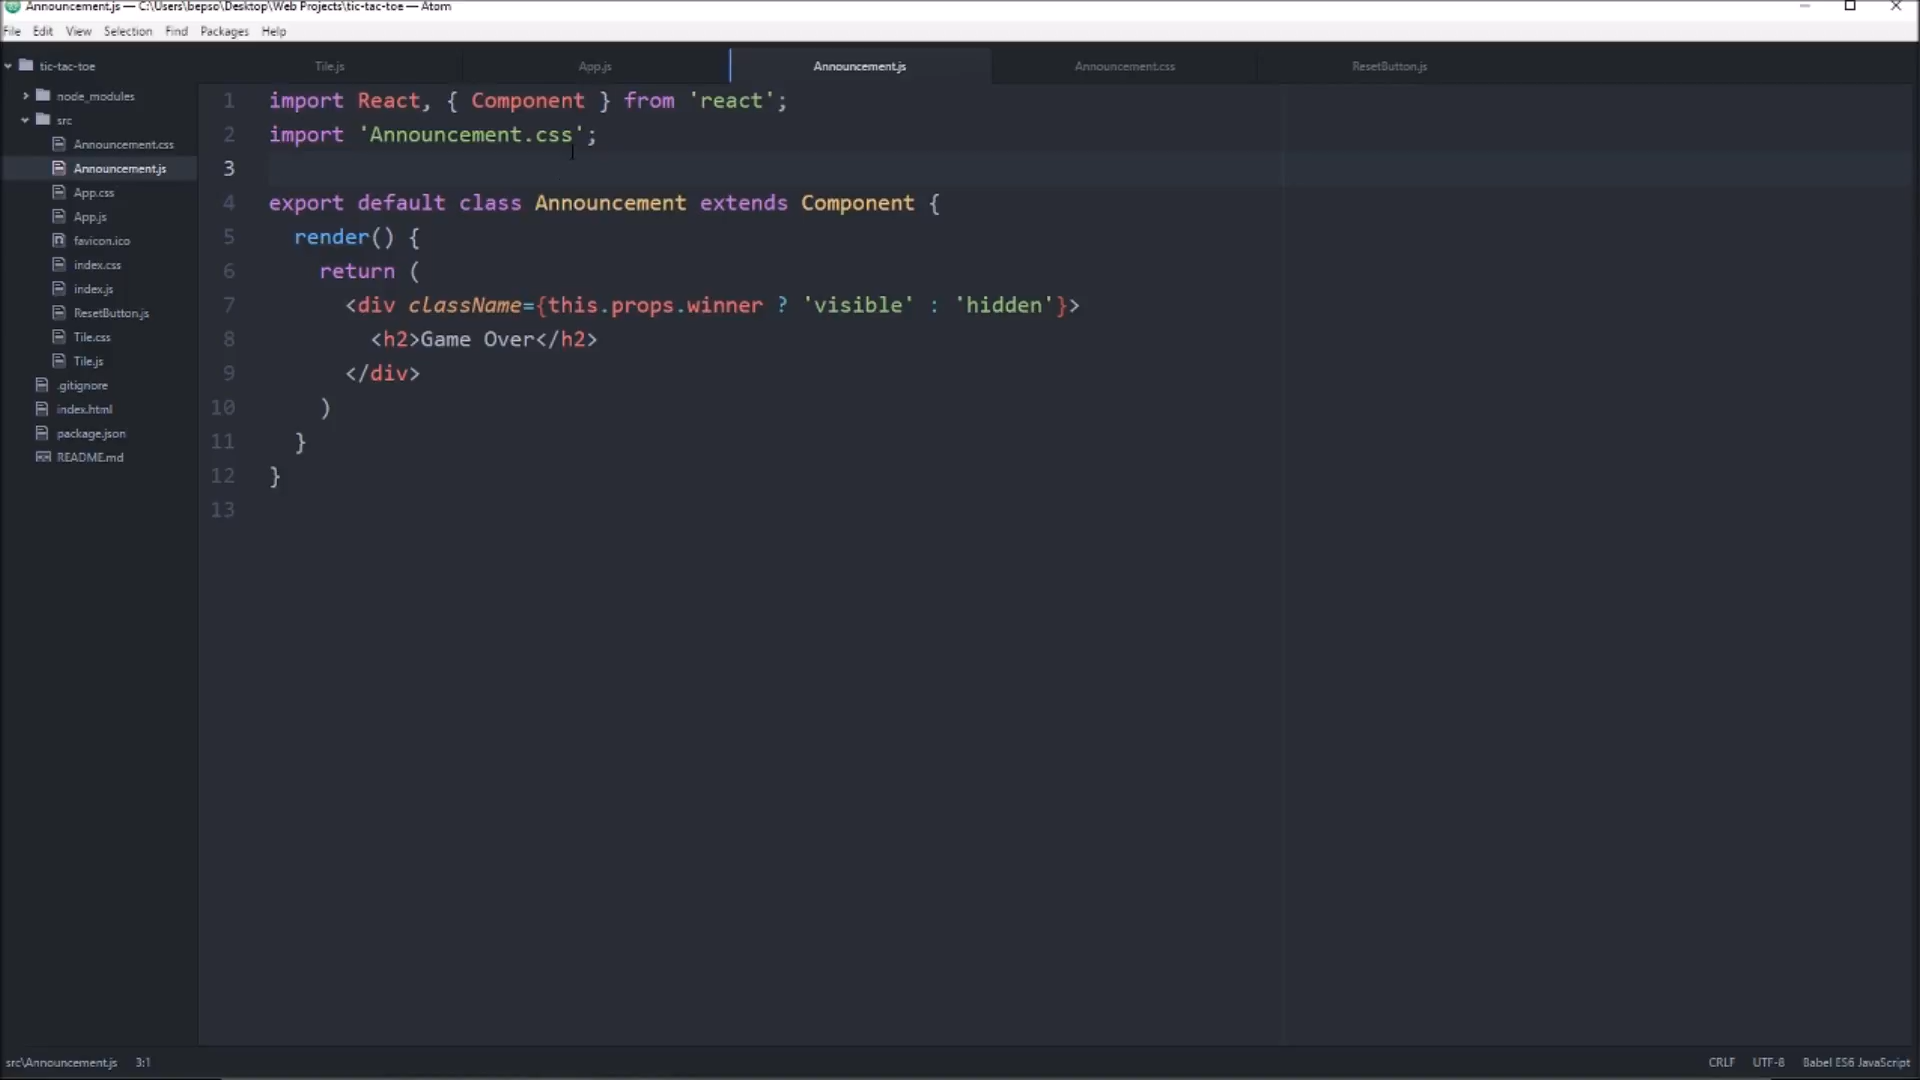 Announcement.js — C:\Users\bepso\Desktop\Web Projects\tic-tac-toe — Atom
File Edit View Selection Find Packages Help
tic-tac-toe
node_modules
src
Announcement.css
Announcement.js
App.css
App.js
favicon.ico
index.css
index.js
ResetButton.js
Tile.css
Tile.js
.gitignore
index.html
package.json
README.md
Tile.js App.js Announcement.js Announcement.css ResetButton.js
1 import React, { Component } from 'react';
2 import 'Announcement.css';
3
4 export default class Announcement extends Component {
5 render() {
6 return (
7 <div className={this.props.winner ? 'visible' : 'hidden'}>
8 <h2>Game Over</h2>
9 </div>
10 )
11 }
12 }
13
src\Announcement.js 3:1 CRLF UTF-8 Babel ES6 JavaScript